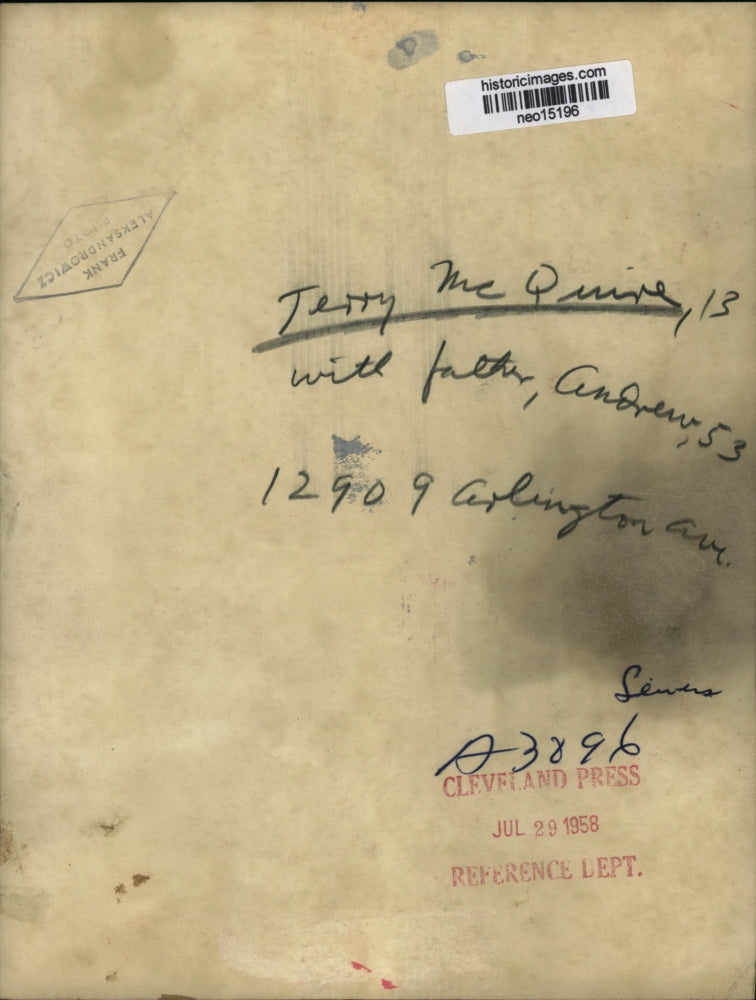 historicimages.com
neo15196
FRANK
ALEKSANDROWICZ
PHOTO
Terry McQuire, 13
with father, Andrew, 53
12909 Arlington Ave.
Sewers
A3896
CLEVELAND PRESS
JUL 29 1958
REFERENCE DEPT.